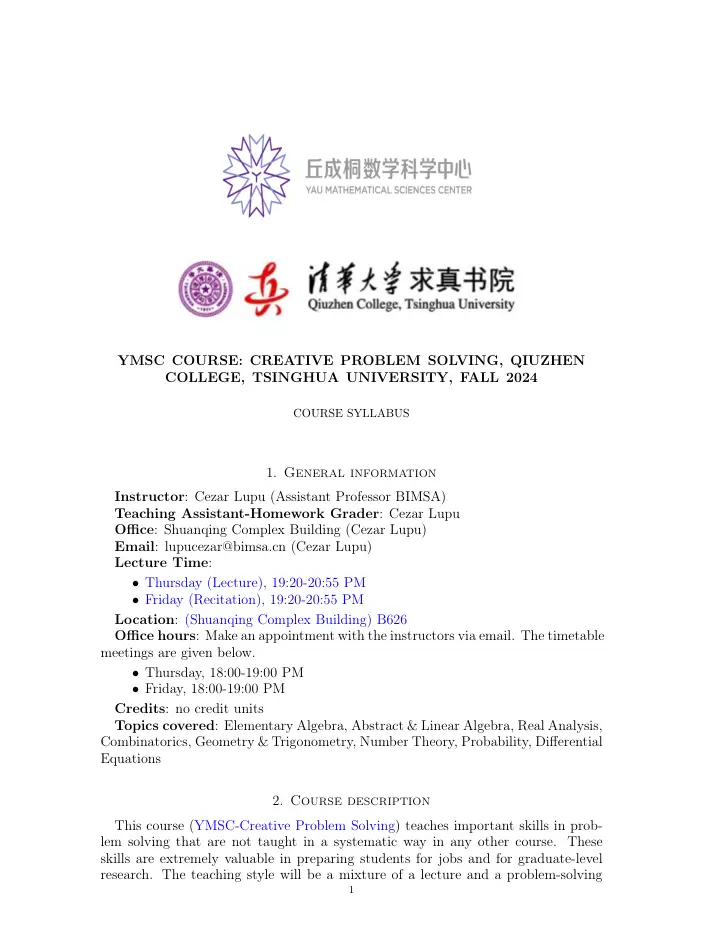 丘成桐数学科学中心
YAU MATHEMATICAL SCIENCES CENTER
清華大学求真书院
Qiuzhen College, Tsinghua University
YMSC COURSE: CREATIVE PROBLEM SOLVING, QIUZHEN
COLLEGE, TSINGHUA UNIVERSITY, FALL 2024
COURSE SYLLABUS
1. General information
Instructor: Cezar Lupu (Assistant Professor BIMSA)
Teaching Assistant-Homework Grader: Cezar Lupu
Office: Shuanqing Complex Building (Cezar Lupu)
Email: lupucezar@bimsa.cn (Cezar Lupu)
Lecture Time:
• Thursday (Lecture), 19:20-20:55 PM
• Friday (Recitation), 19:20-20:55 PM
Location: (Shuanqing Complex Building) B626
Office hours: Make an appointment with the instructors via email. The timetable
meetings are given below.
• Thursday, 18:00-19:00 PM
• Friday, 18:00-19:00 PM
Credits: no credit units
Topics covered: Elementary Algebra, Abstract & Linear Algebra, Real Analysis,
Combinatorics, Geometry & Trigonometry, Number Theory, Probability, Differential
Equations
2. Course description
This course (YMSC-Creative Problem Solving) teaches important skills in prob-
lem solving that are not taught in a systematic way in any other course. These
skills are extremely valuable in preparing students for jobs and for graduate-level
research. The teaching style will be a mixture of a lecture and a problem-solving
1